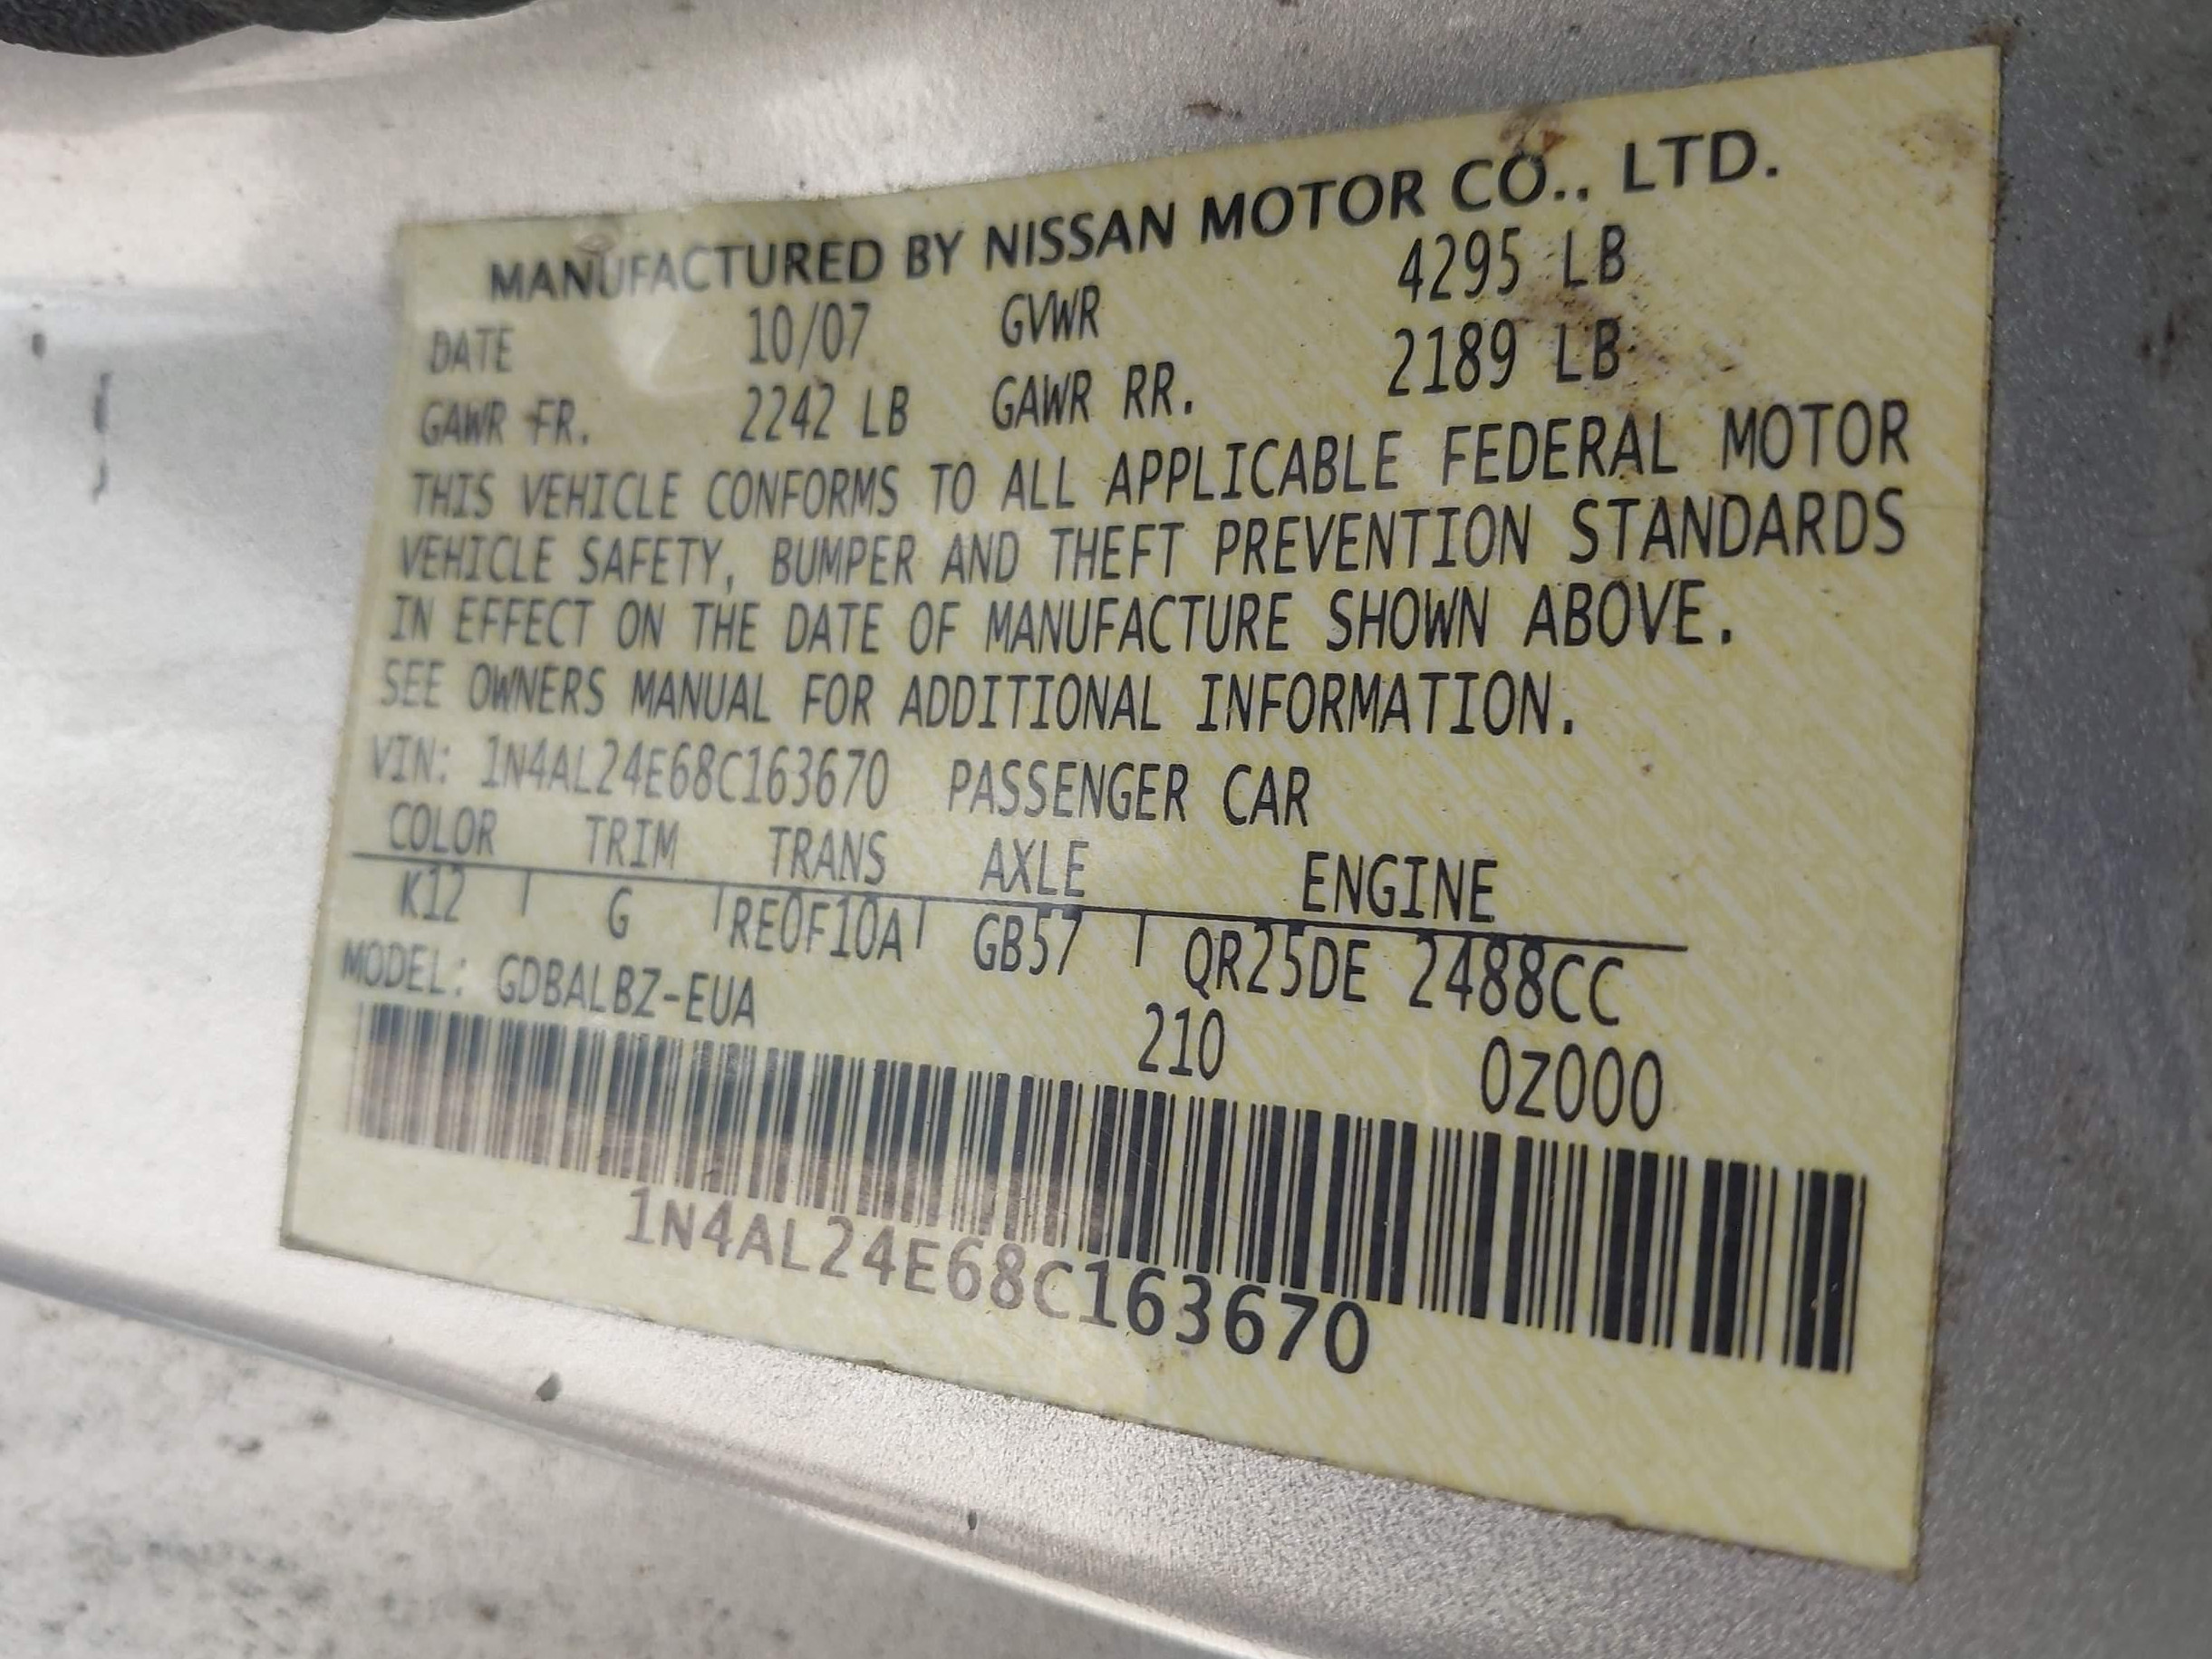 MANUFACTURED BY NISSAN MOTOR CO., LTD.
DATE 10/07 GVWR 4295 LB
GAWR FR. 2242 LB GAWR RR. 2189 LB
THIS VEHICLE CONFORMS TO ALL APPLICABLE FEDERAL MOTOR
VEHICLE SAFETY, BUMPER AND THEFT PREVENTION STANDARDS
IN EFFECT ON THE DATE OF MANUFACTURE SHOWN ABOVE.
SEE OWNERS MANUAL FOR ADDITIONAL INFORMATION.
VIN: 1N4AL24E68C163670 PASSENGER CAR
COLOR TRIM TRANS AXLE ENGINE
K12 G RE0F10A GB57 QR25DE 2488CC
MODEL: GDBALBZ-EUA 210 0Z000
1N4AL24E68C163670